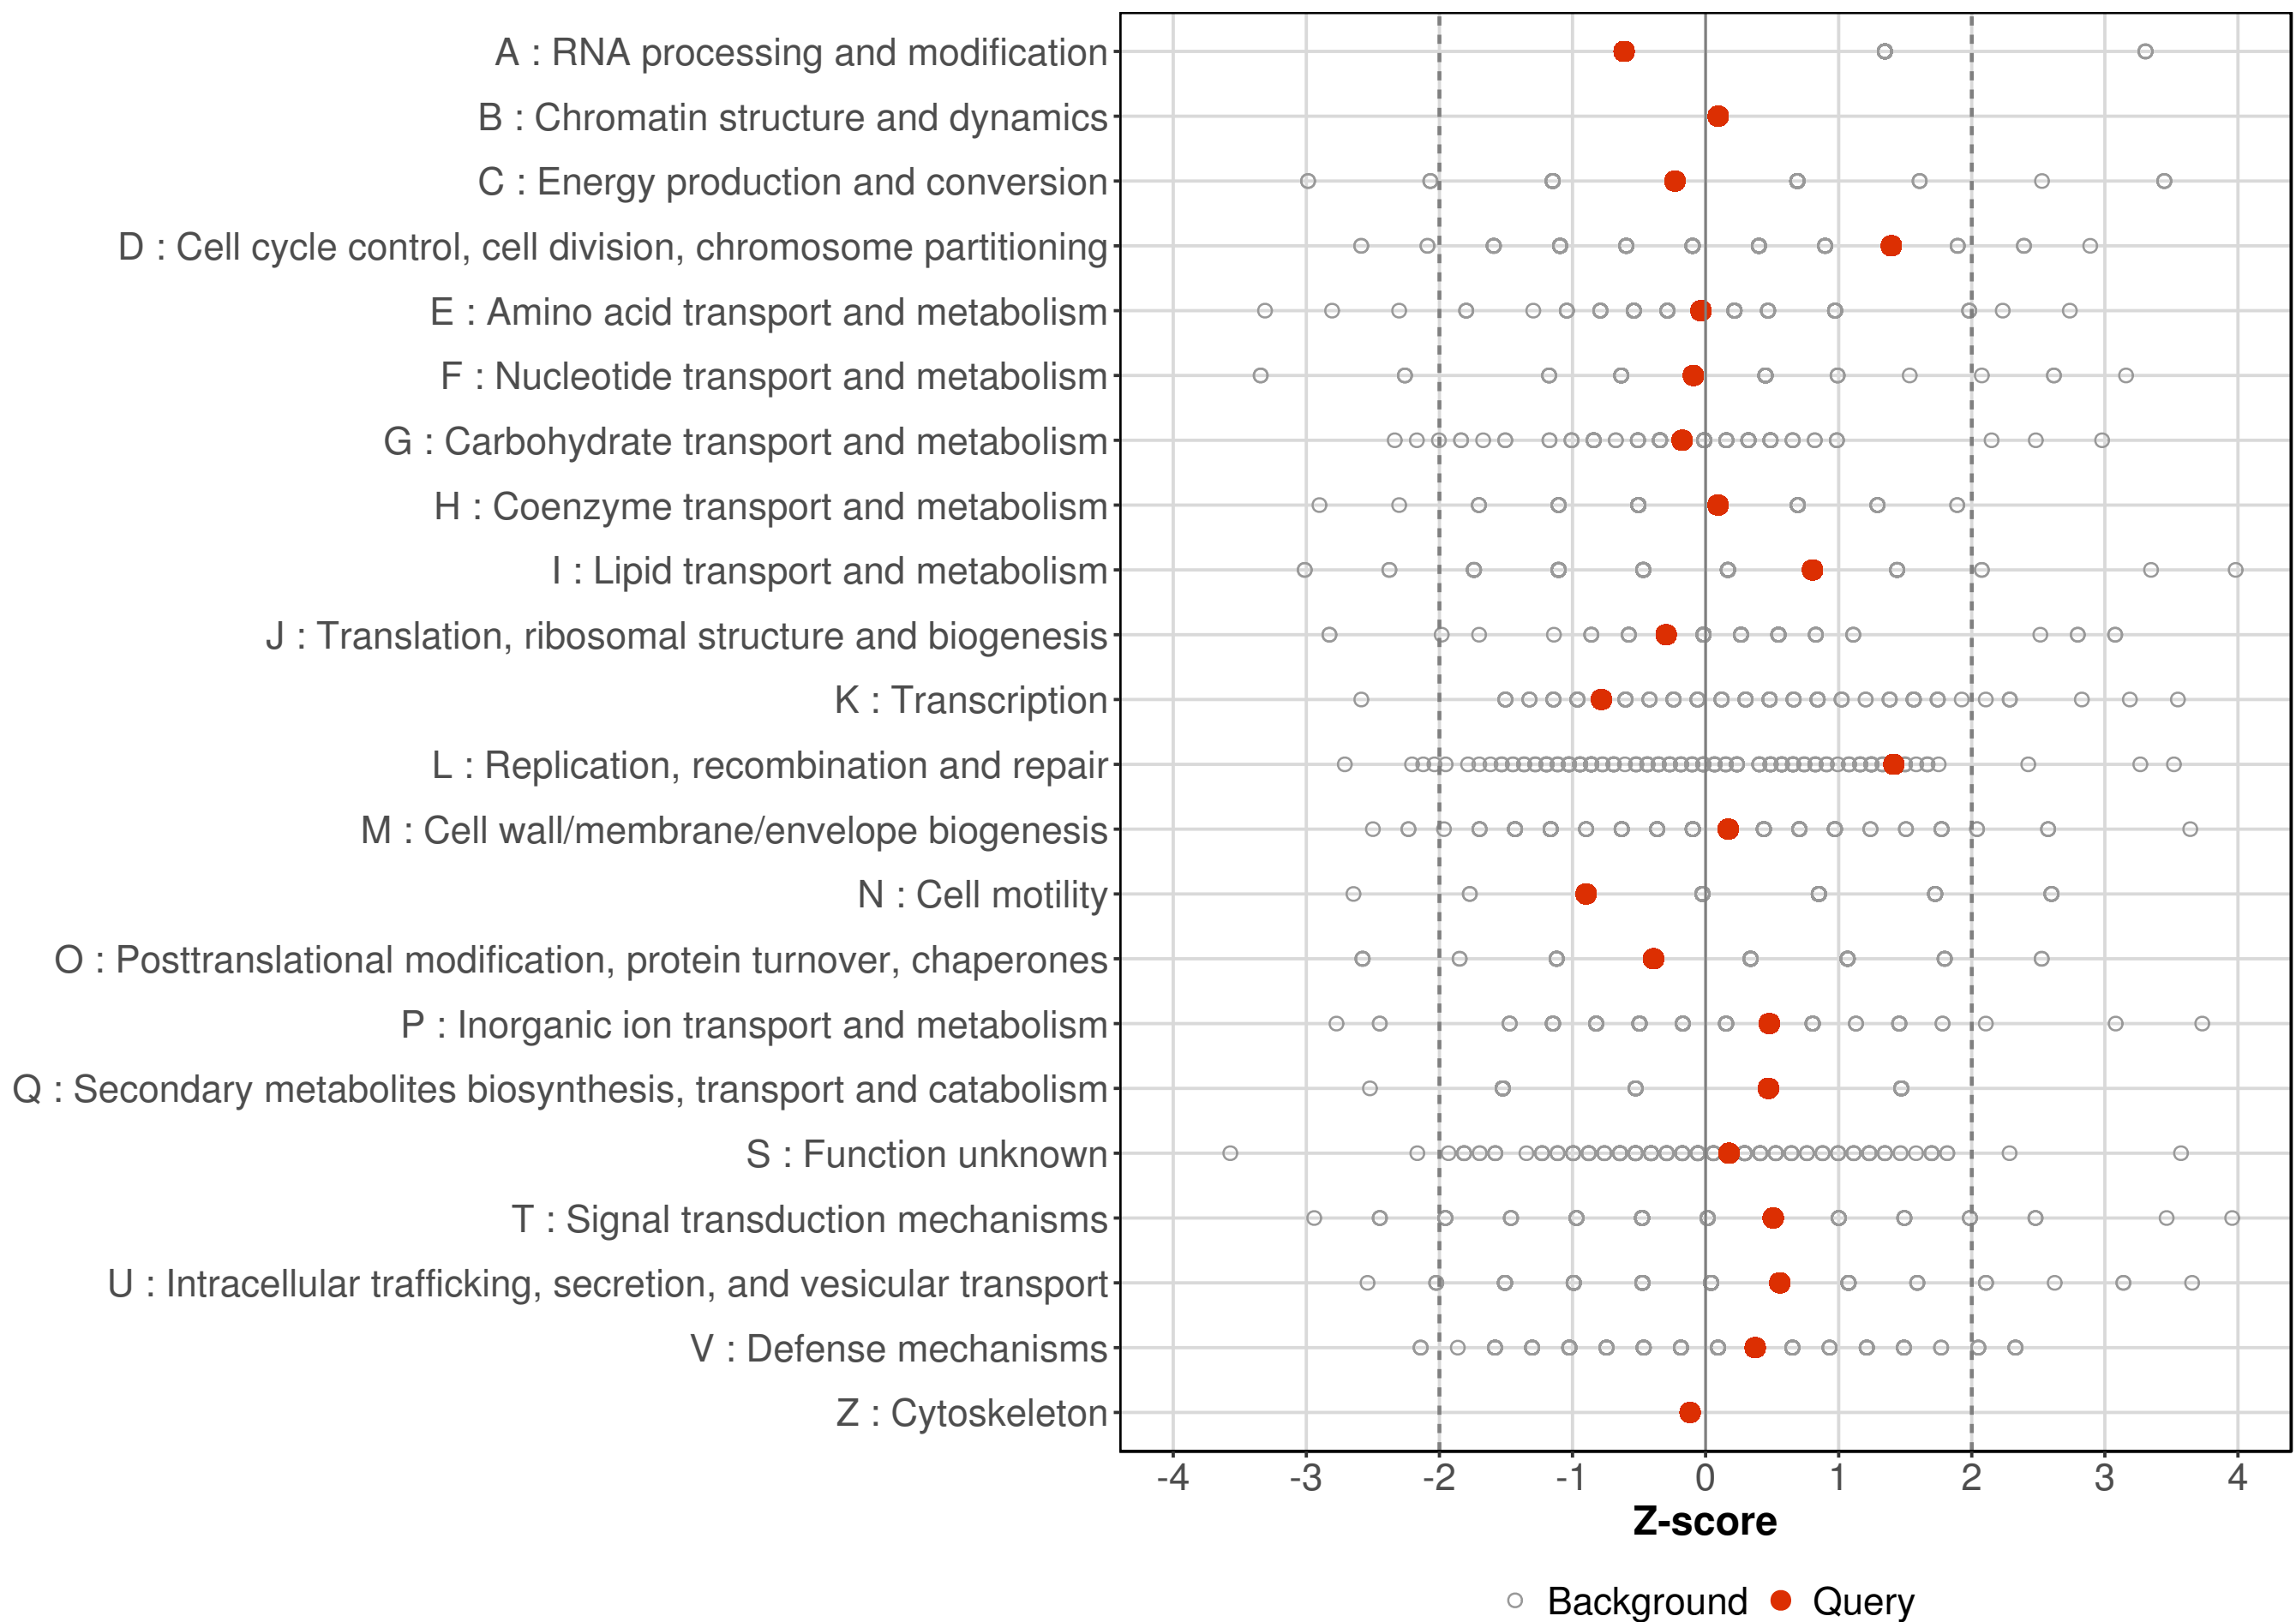 A : RNA processing and modification
B : Chromatin structure and dynamics
C : Energy production and conversion
D : Cell cycle control, cell division, chromosome partitioning
E : Amino acid transport and metabolism
F : Nucleotide transport and metabolism
G : Carbohydrate transport and metabolism
H : Coenzyme transport and metabolism
I : Lipid transport and metabolism
J : Translation, ribosomal structure and biogenesis
K : Transcription
L : Replication, recombination and repair
M : Cell wall/membrane/envelope biogenesis
N : Cell motility
O : Posttranslational modification, protein turnover, chaperones
P : Inorganic ion transport and metabolism
Q : Secondary metabolites biosynthesis, transport and catabolism
S : Function unknown
T : Signal transduction mechanisms
U : Intracellular trafficking, secretion, and vesicular transport
V : Defense mechanisms
Z : Cytoskeleton
-4 -3 -2 -1 0 1 2 3 4
Z-score
Background Query